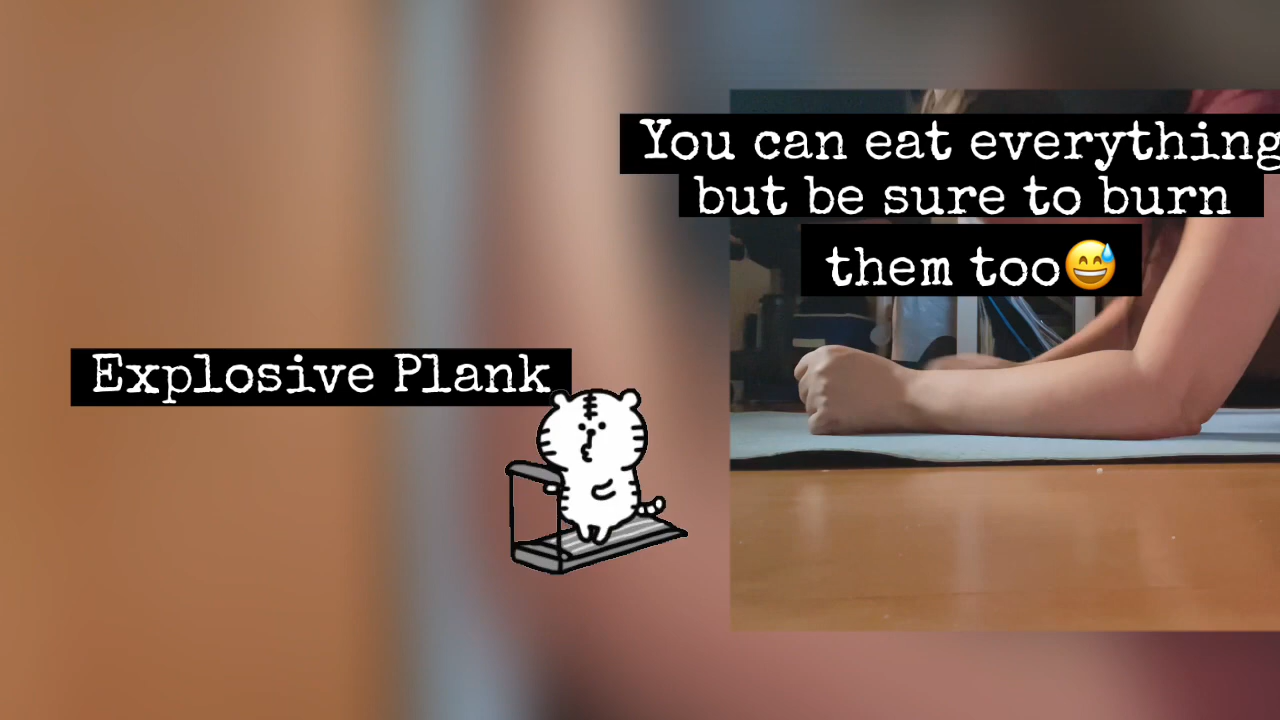 You can eat everything
but be sure to burn
them too😅
Explosive Plank